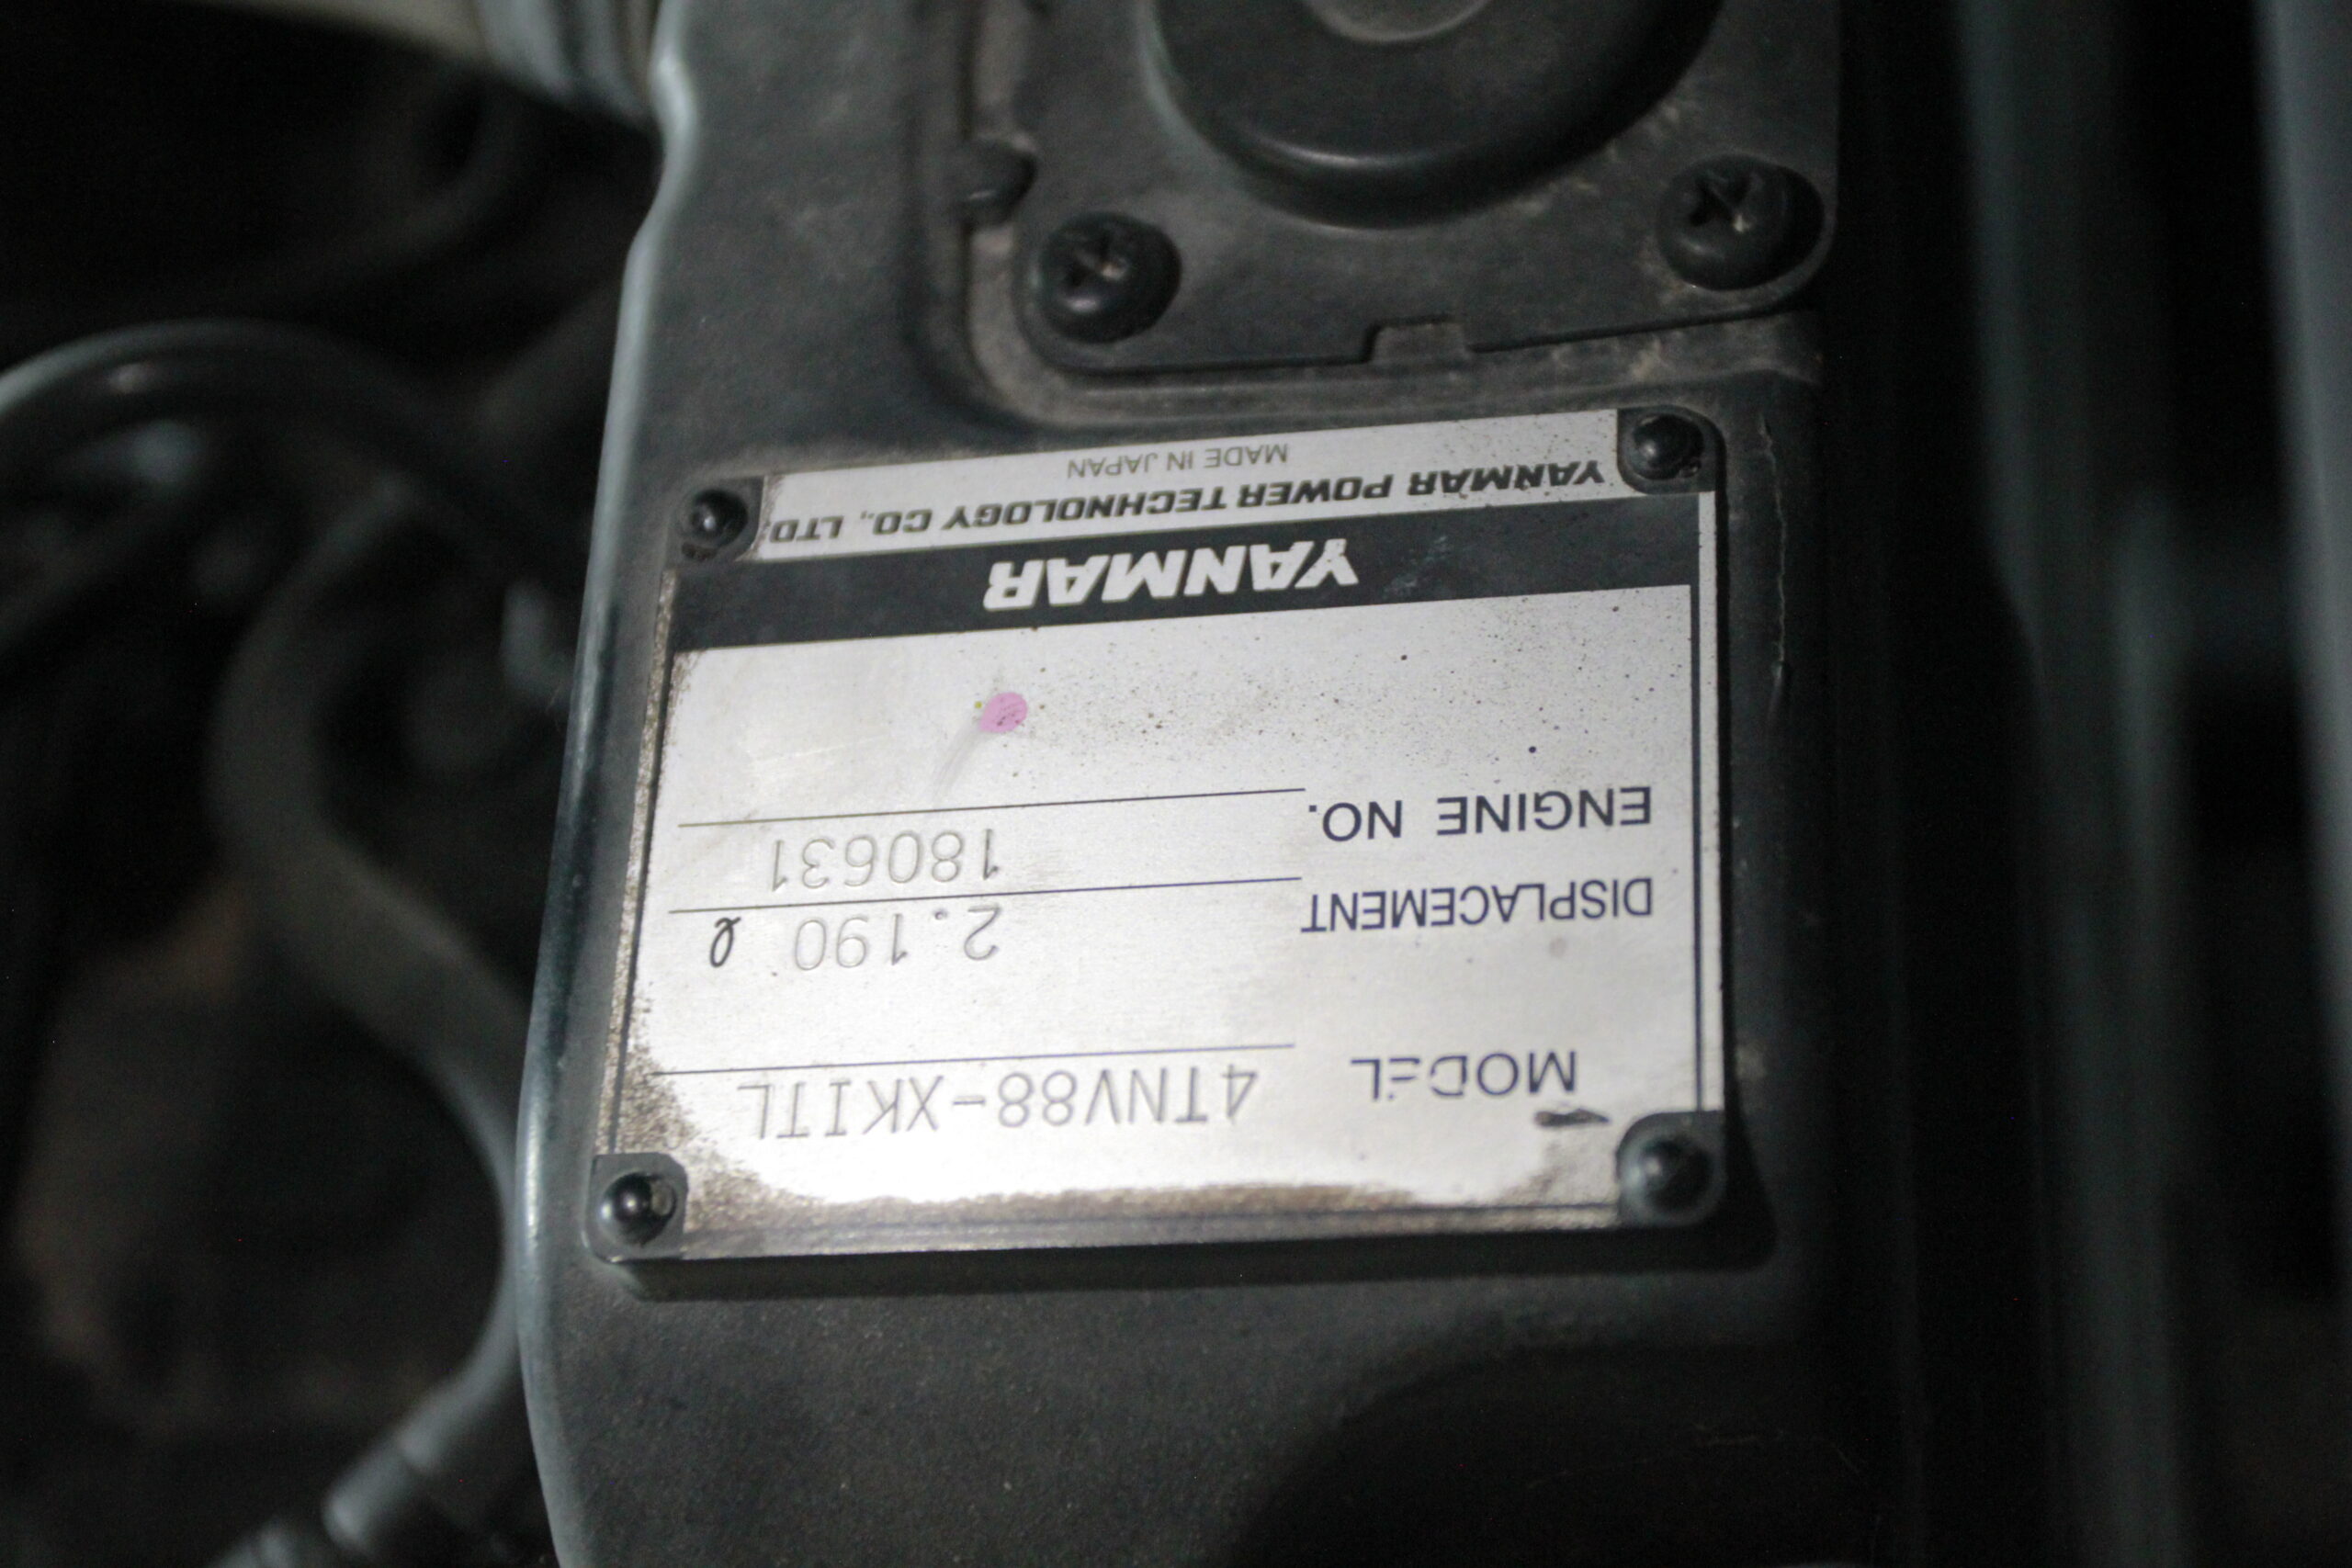 MODEL 4TNV88-XKITL
DISPLACEMENT 2.190 ℓ
ENGINE NO. 180631
YANMAR
YANMAR POWER TECHNOLOGY CO., LTD.
MADE IN JAPAN